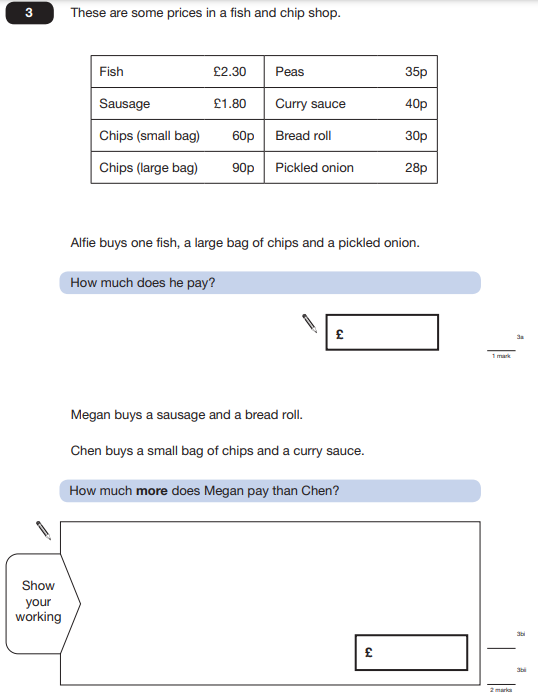 3 These are some prices in a fish and chip shop.
Fish £2.30 Peas 35p
Sausage £1.80 Curry sauce 40p
Chips (small bag) 60p Bread roll 30p
Chips (large bag) 90p Pickled onion 28p
Alfie buys one fish, a large bag of chips and a pickled onion.
How much does he pay?
£
3a
1 mark
Megan buys a sausage and a bread roll.
Chen buys a small bag of chips and a curry sauce.
How much more does Megan pay than Chen?
Show
your
working
£
3bi
3bii
2 marks